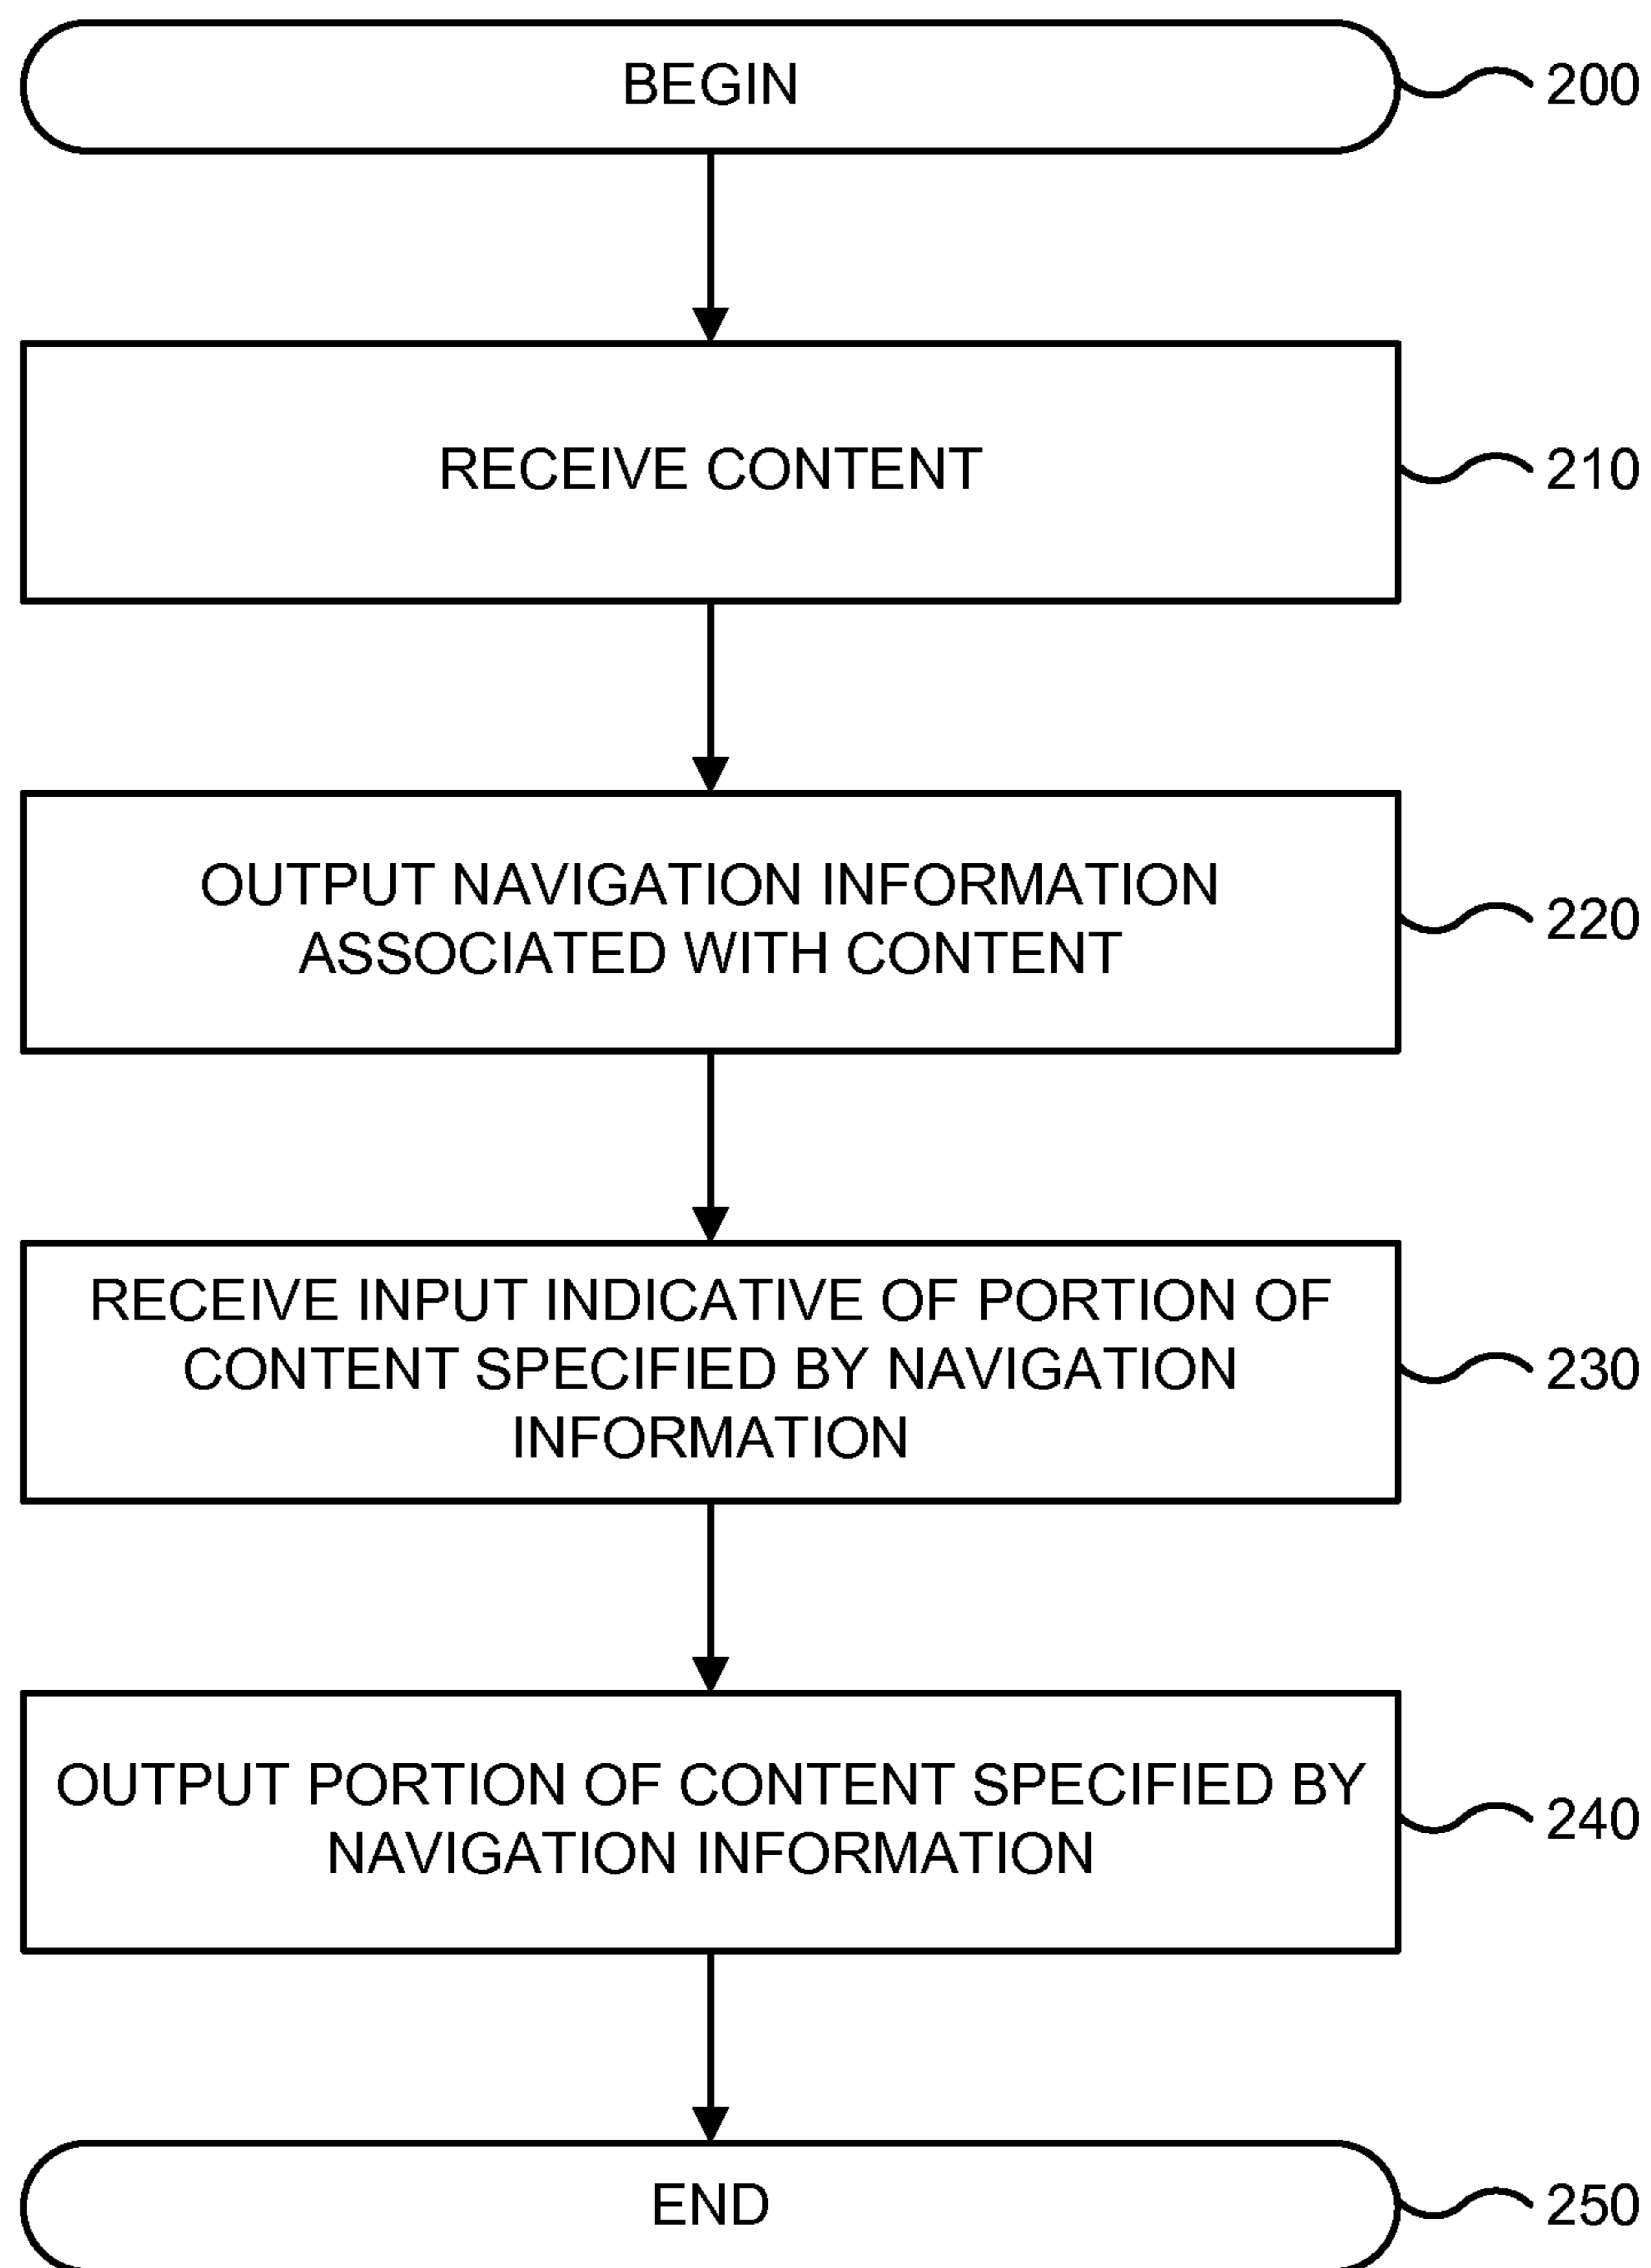 BEGIN
200
RECEIVE CONTENT
210
OUTPUT NAVIGATION INFORMATION
ASSOCIATED WITH CONTENT
220
RECEIVE INPUT INDICATIVE OF PORTION OF
CONTENT SPECIFIED BY NAVIGATION
INFORMATION
230
OUTPUT PORTION OF CONTENT SPECIFIED BY
NAVIGATION INFORMATION
240
END
250